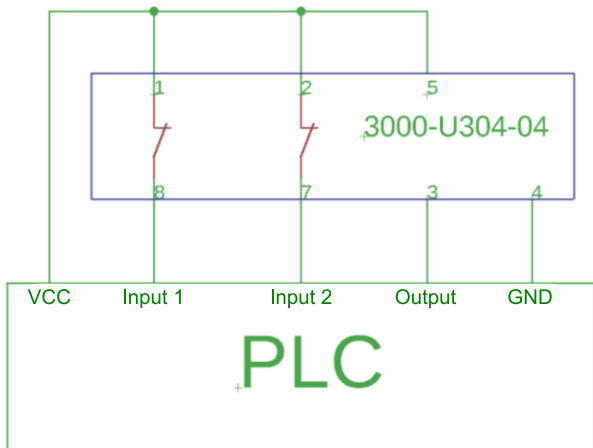 1 2 5
3000-U304-04
8 7 3 4
VCC Input 1 Input 2 Output GND
PLC